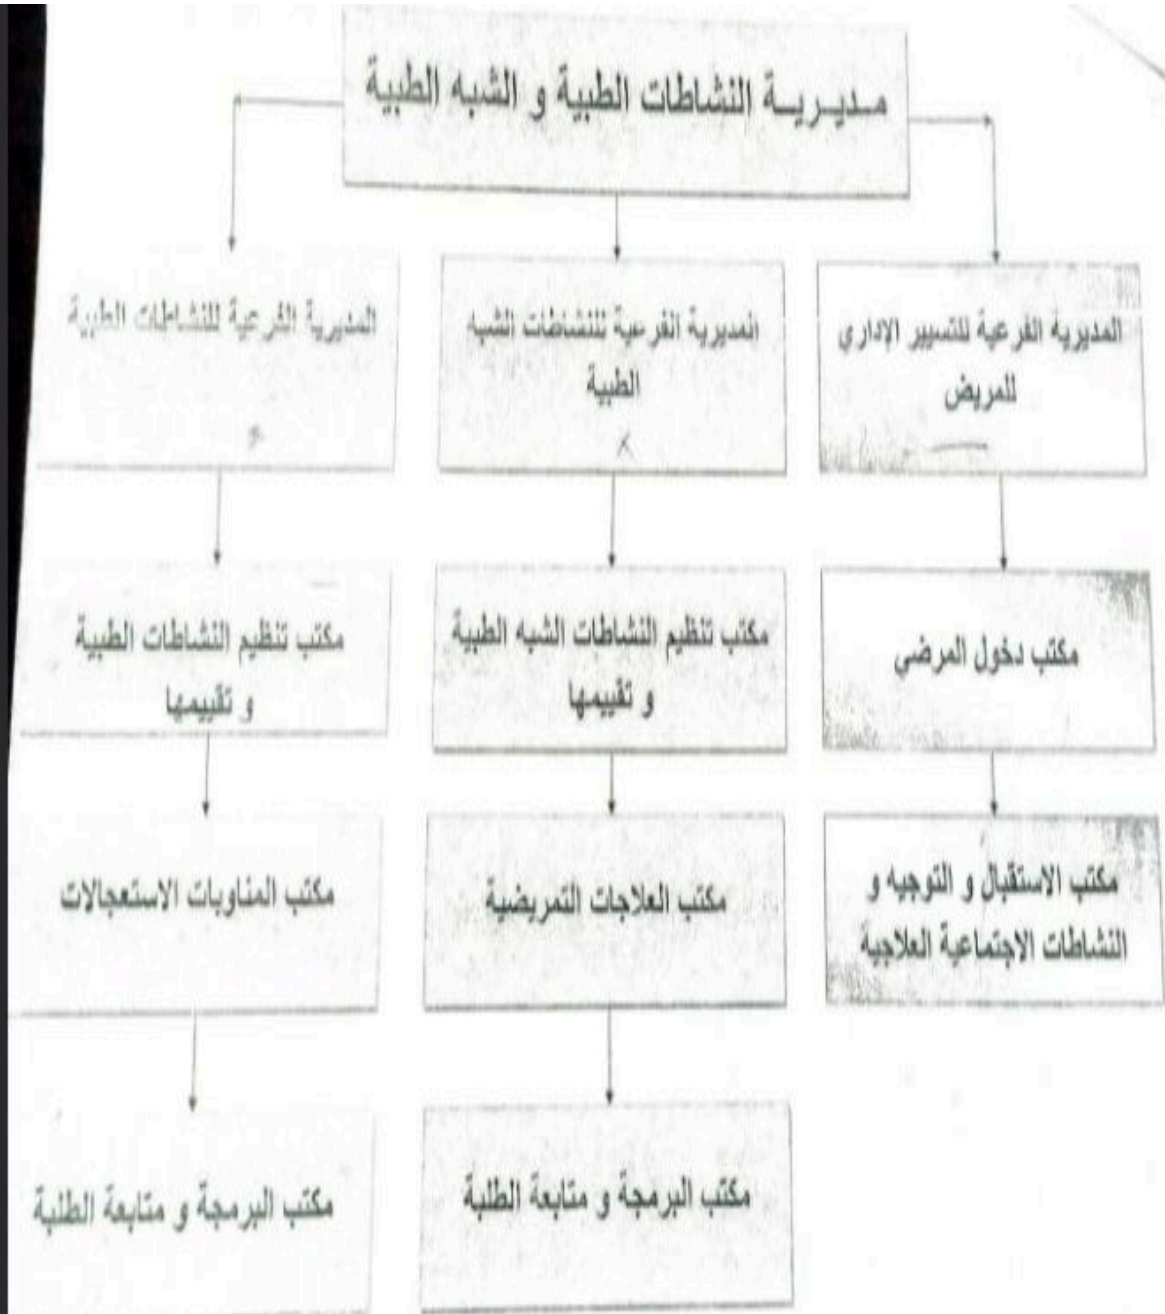 مديرية النشاطات الطبية و الشبه الطبية
المديرية الفرعية للتسيير الإداري
للمريض
المديرية الفرعية للنشاطات الشبه
الطبية
المديرية الفرعية للنشاطات الطبية
مكتب دخول المرضي
مكتب تنظيم النشاطات الشبه الطبية
و تقييمها
مكتب تنظيم النشاطات الطبية
و تقييمها
مكتب الاستقبال و التوجيه و
النشاطات الاجتماعية العلاجية
مكتب العلاجات التمريضية
مكتب المناوبات الاستعجالات
مكتب البرمجة و متابعة الطلبة
مكتب البرمجة و متابعة الطلبة